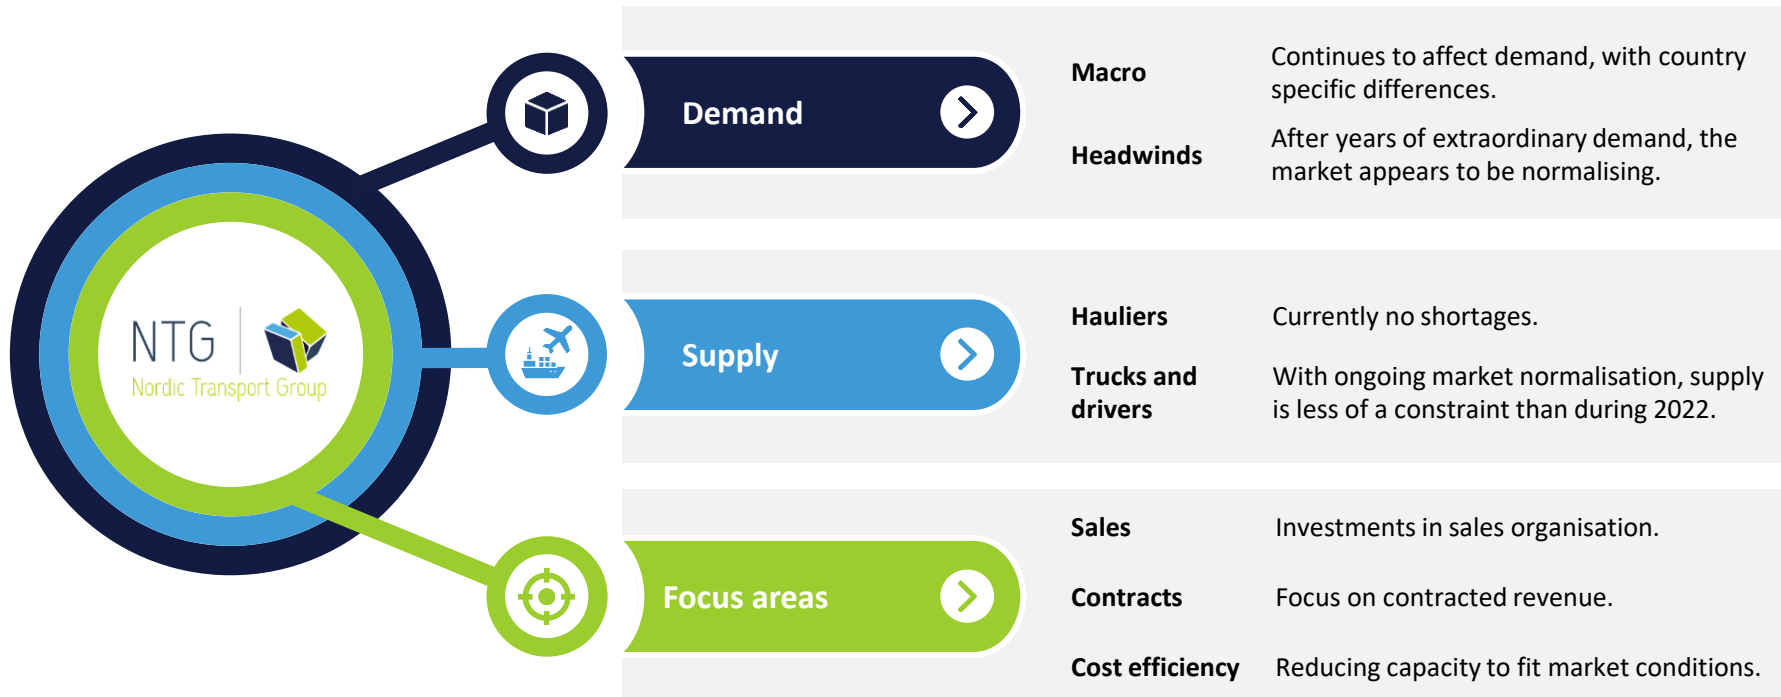 NTG
Nordic Transport Group
Demand
Macro
Continues to affect demand, with country
specific differences.
Headwinds
After years of extraordinary demand, the
market appears to be normalising.
Supply
Hauliers
Currently no shortages.
Trucks and
drivers
With ongoing market normalisation, supply
is less of a constraint than during 2022.
Focus areas
Sales
Investments in sales organisation.
Contracts
Focus on contracted revenue.
Cost efficiency
Reducing capacity to fit market conditions.